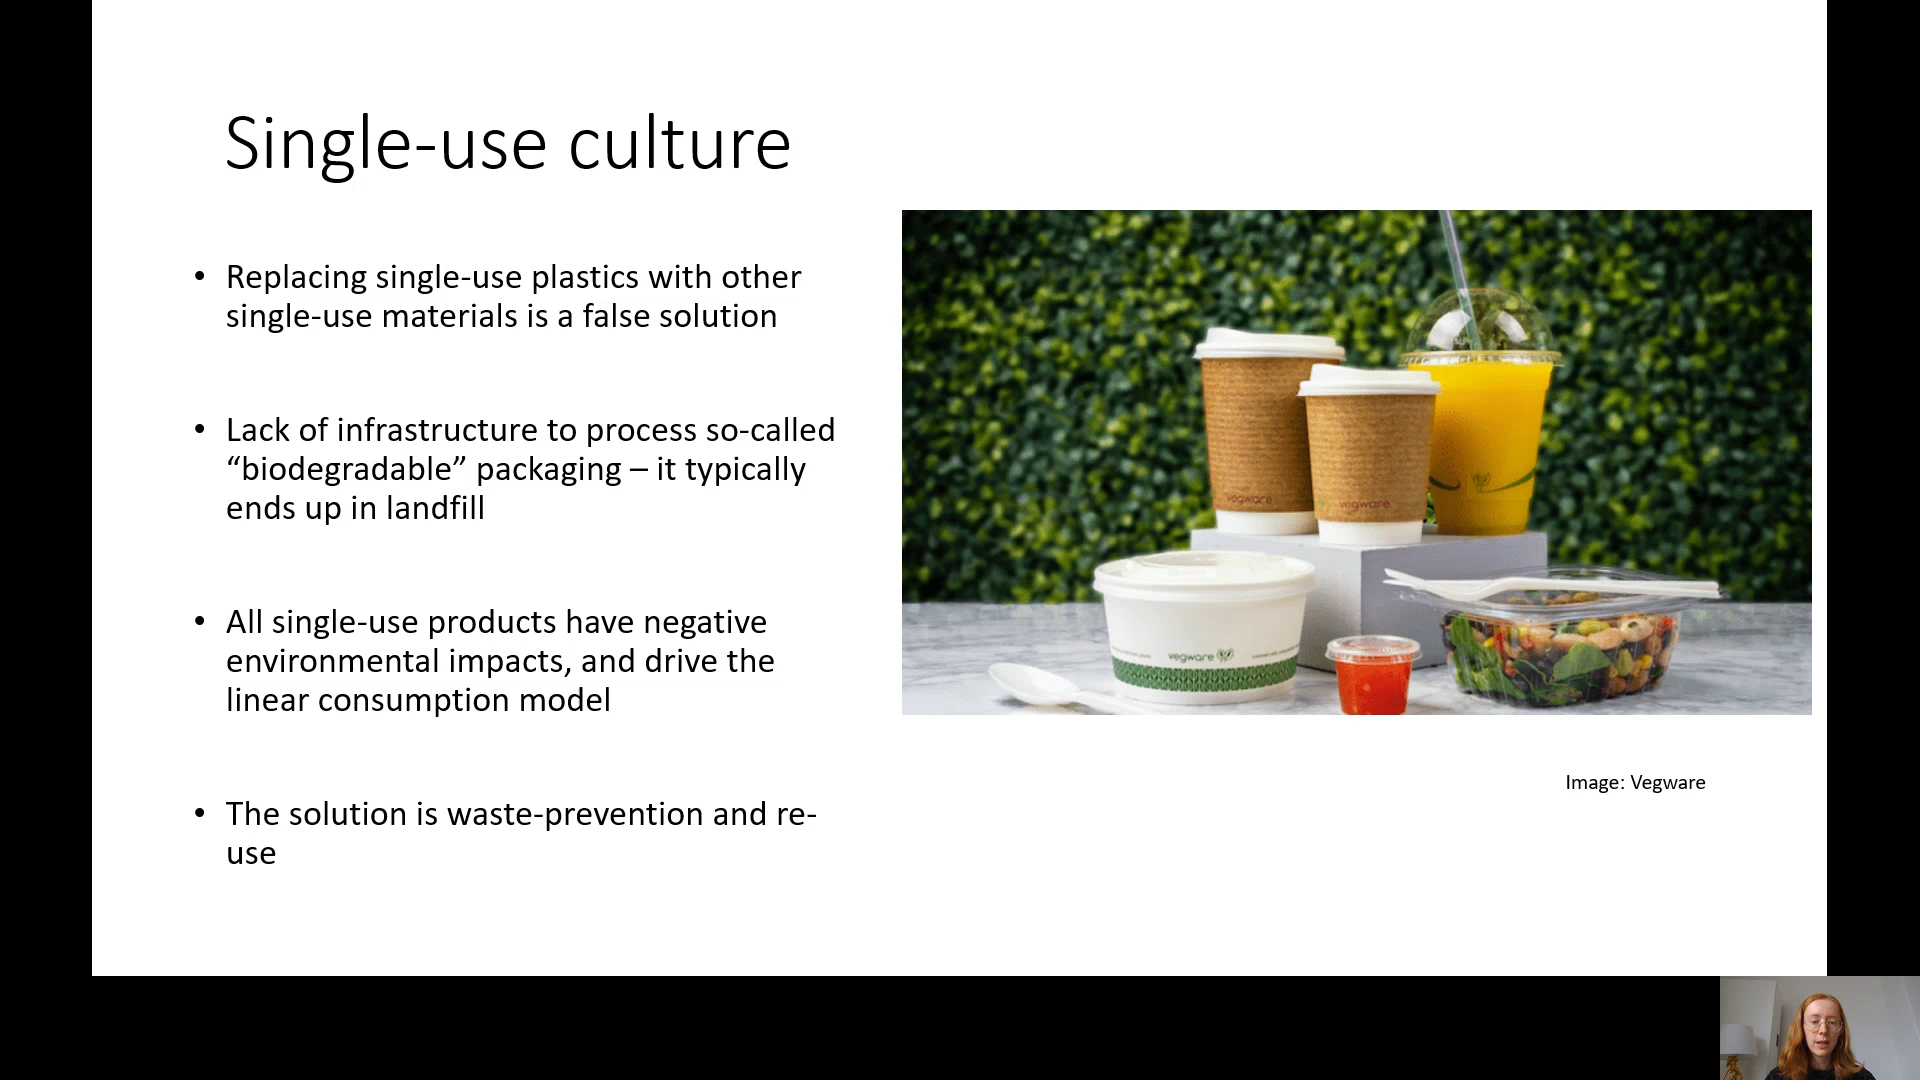 Single-use culture
• Replacing single-use plastics with other
single-use materials is a false solution
• Lack of infrastructure to process so-called
“biodegradable” packaging – it typically
ends up in landfill
• All single-use products have negative
environmental impacts, and drive the
linear consumption model
• The solution is waste-prevention and re-
use
vegware
vegware
vegware
Image: Vegware